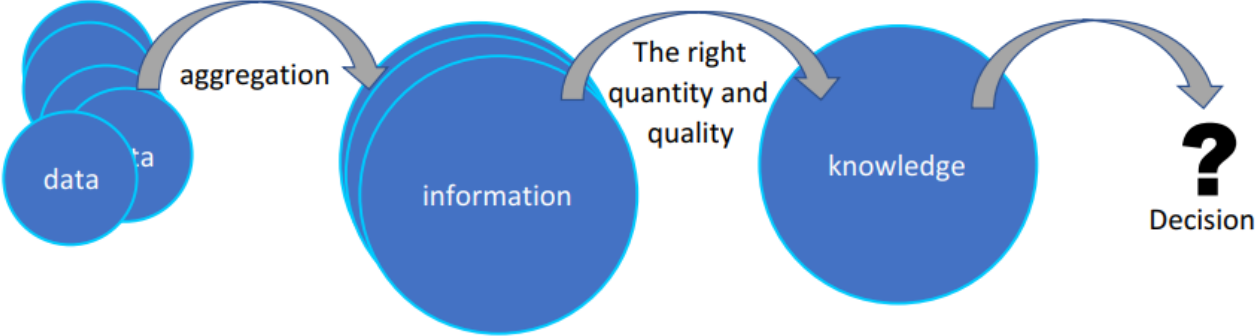 data
ta
aggregation
information
The right
quantity and
quality
knowledge
?
Decision